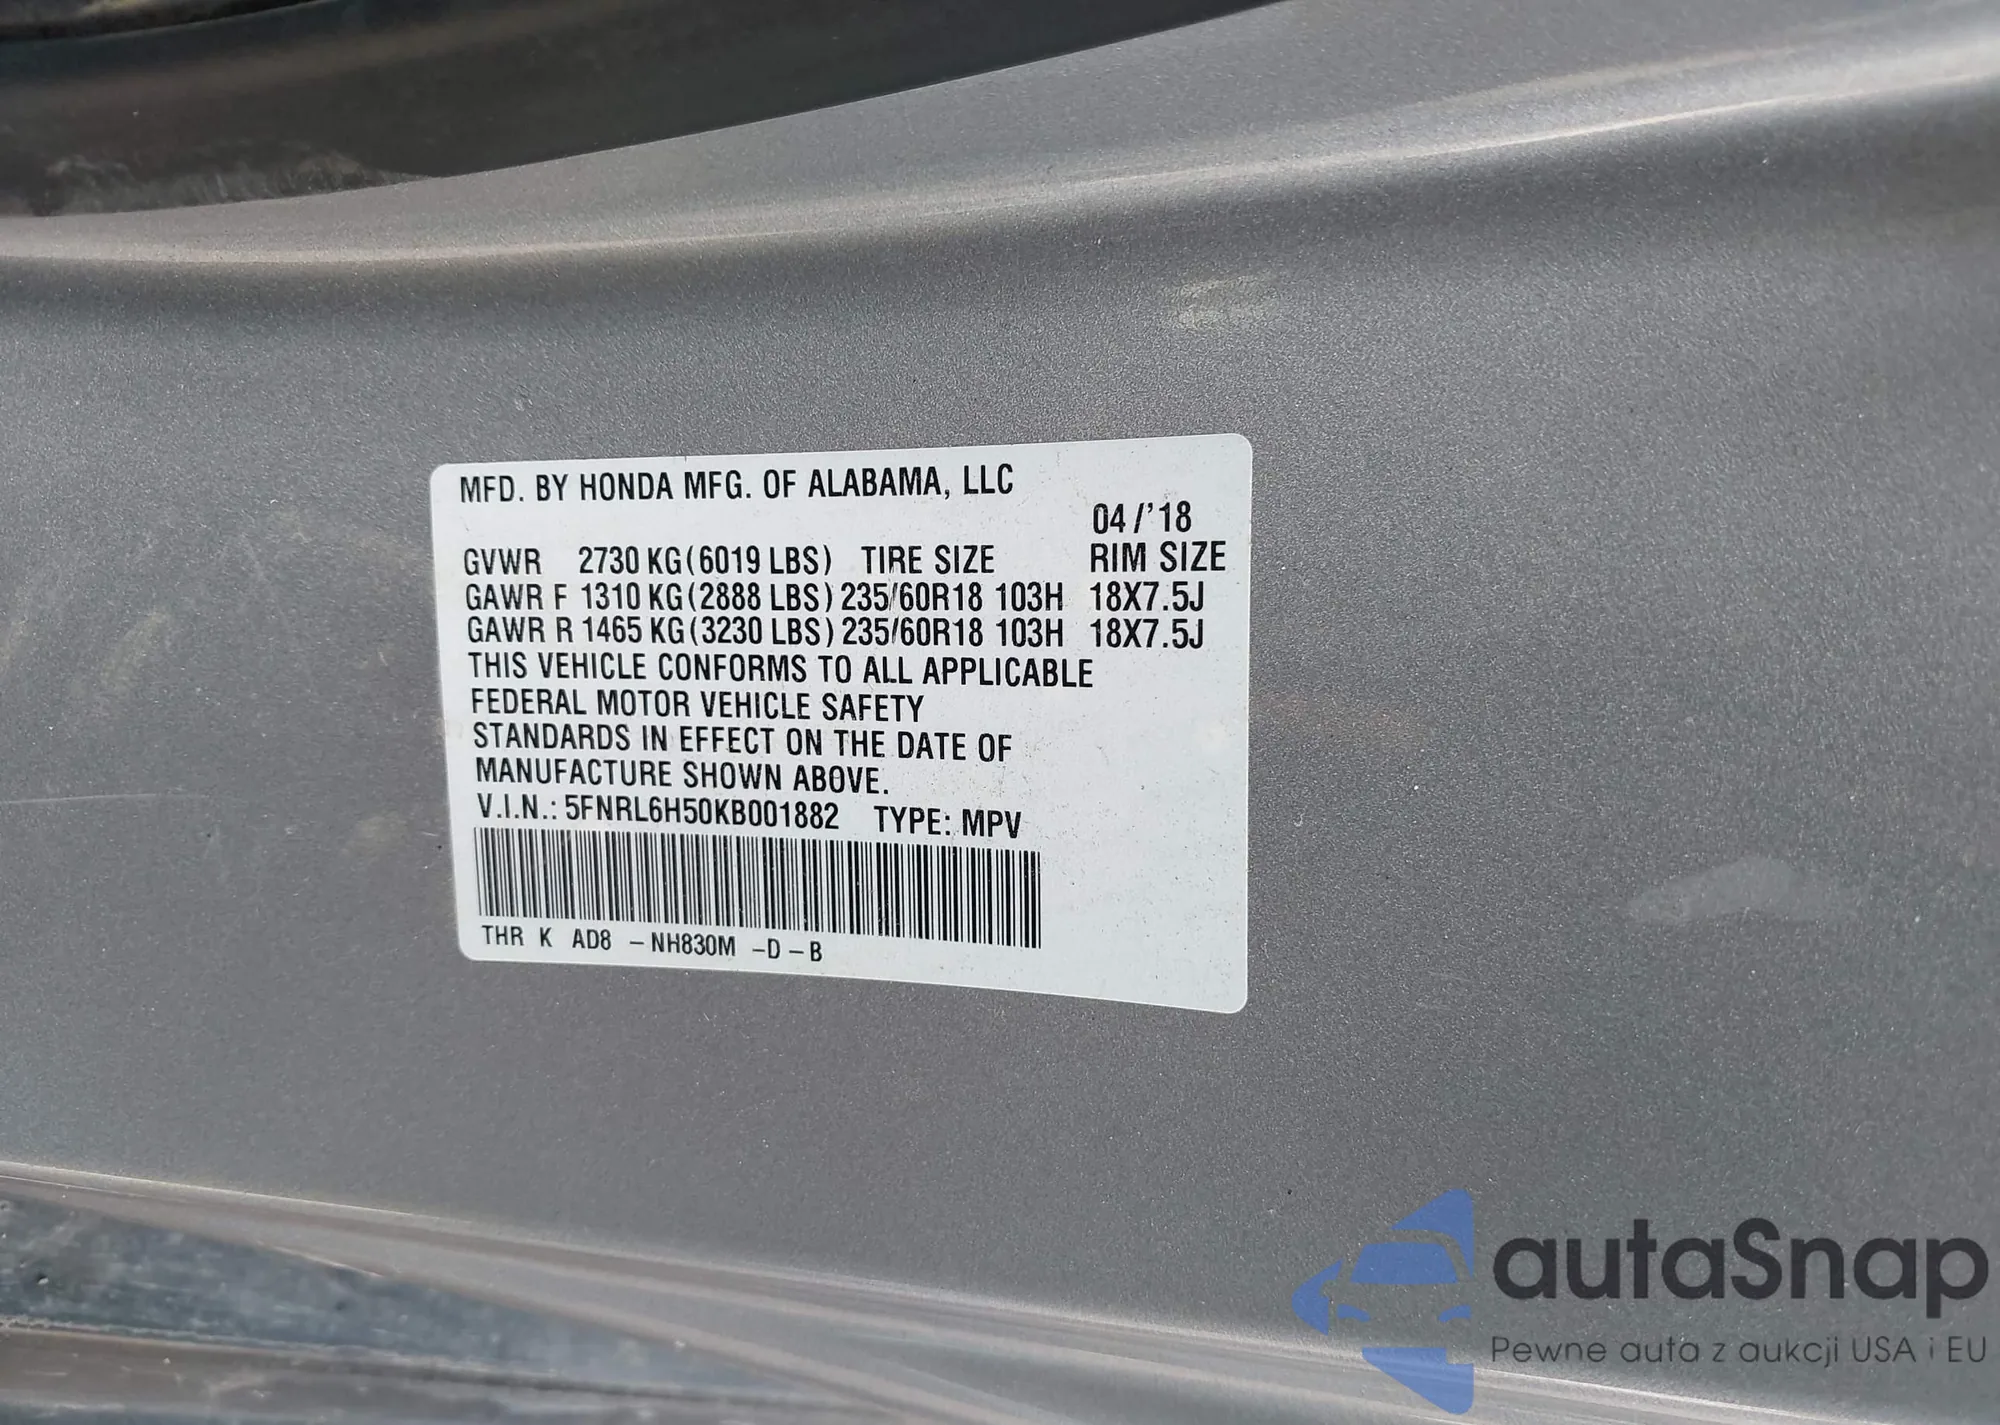 MFD. BY HONDA MFG. OF ALABAMA, LLC
04/'18
GVWR 2730 KG(6019 LBS) TIRE SIZE RIM SIZE
GAWR F 1310 KG(2888 LBS) 235/60R18 103H 18X7.5J
GAWR R 1465 KG(3230 LBS) 235/60R18 103H 18X7.5J
THIS VEHICLE CONFORMS TO ALL APPLICABLE
FEDERAL MOTOR VEHICLE SAFETY
STANDARDS IN EFFECT ON THE DATE OF
MANUFACTURE SHOWN ABOVE.
V.I.N.: 5FNRL6H50KB001882 TYPE: MPV
THR K AD8 -NH830M -D-B
autaSnap
Pewne auta z aukcji USA i EU